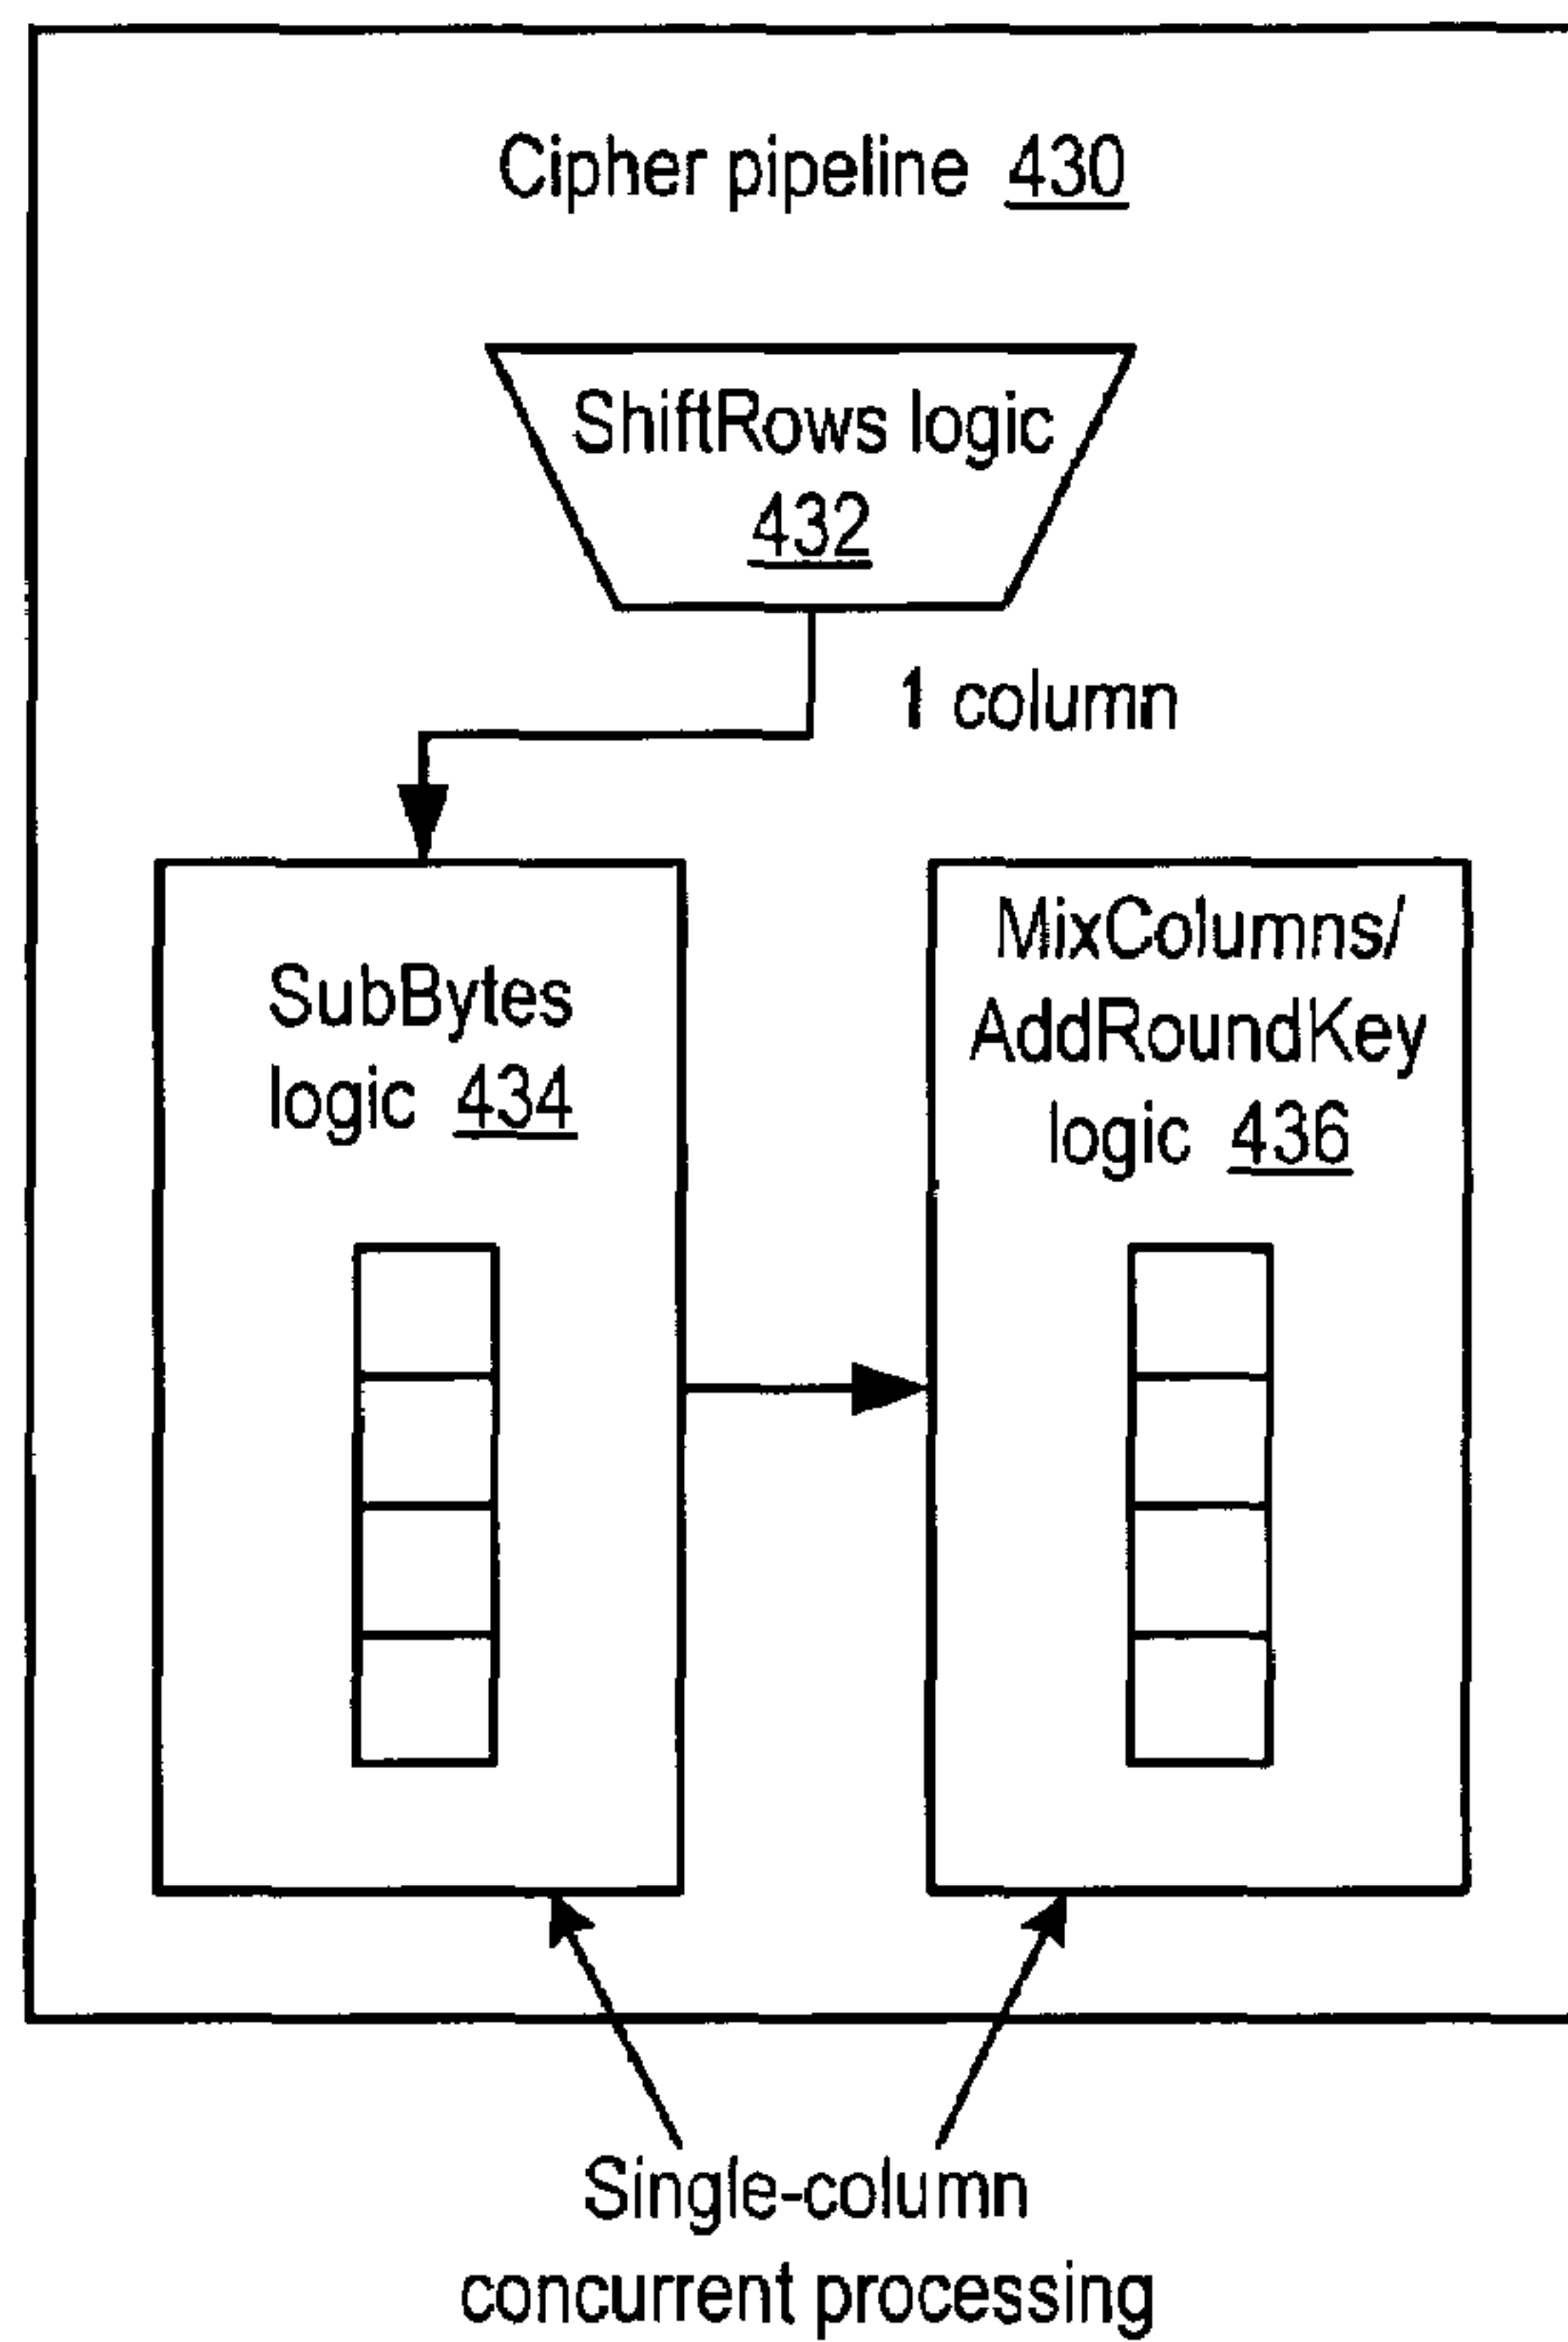 Cipher pipeline 430
ShiftRows logic
432
1 column
SubBytes
logic 434
MixColumns/
AddRoundKey
logic 436
Single-column
concurrent processing